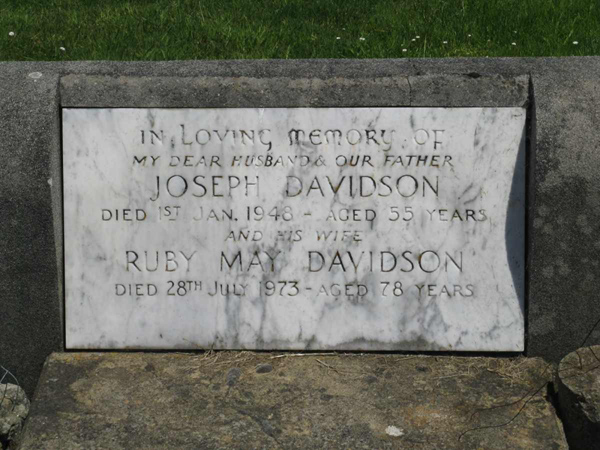 IN LOVING MEMORY OF
MY DEAR HUSBAND & OUR FATHER
JOSEPH DAVIDSON
DIED 1ST JAN. 1948 - AGED 55 YEARS
AND HIS WIFE
RUBY MAY DAVIDSON
DIED 28TH JULY 1973 - AGED 78 YEARS